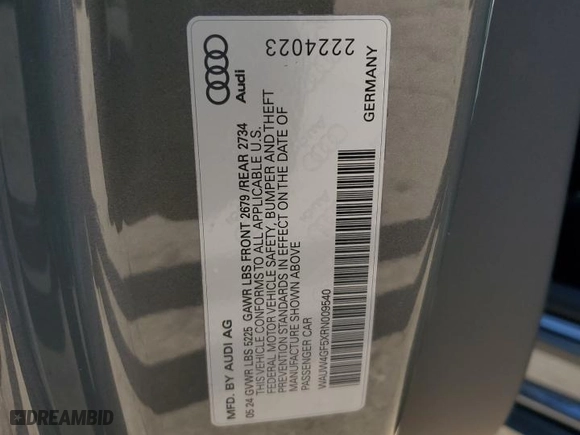 MFD. BY AUDI AG
Audi
05 24 GVWR LBS 5225 GAWR LBS FRONT 2679 /REAR 2734
THIS VEHICLE CONFORMS TO ALL APPLICABLE U.S.
FEDERAL MOTOR VEHICLE SAFETY, BUMPER AND THEFT
PREVENTION STANDARDS IN EFFECT ON THE DATE OF
MANUFACTURE SHOWN ABOVE
PASSENGER CAR
2224023
WAUW4GF5XRN009540
GERMANY
DREAMBID